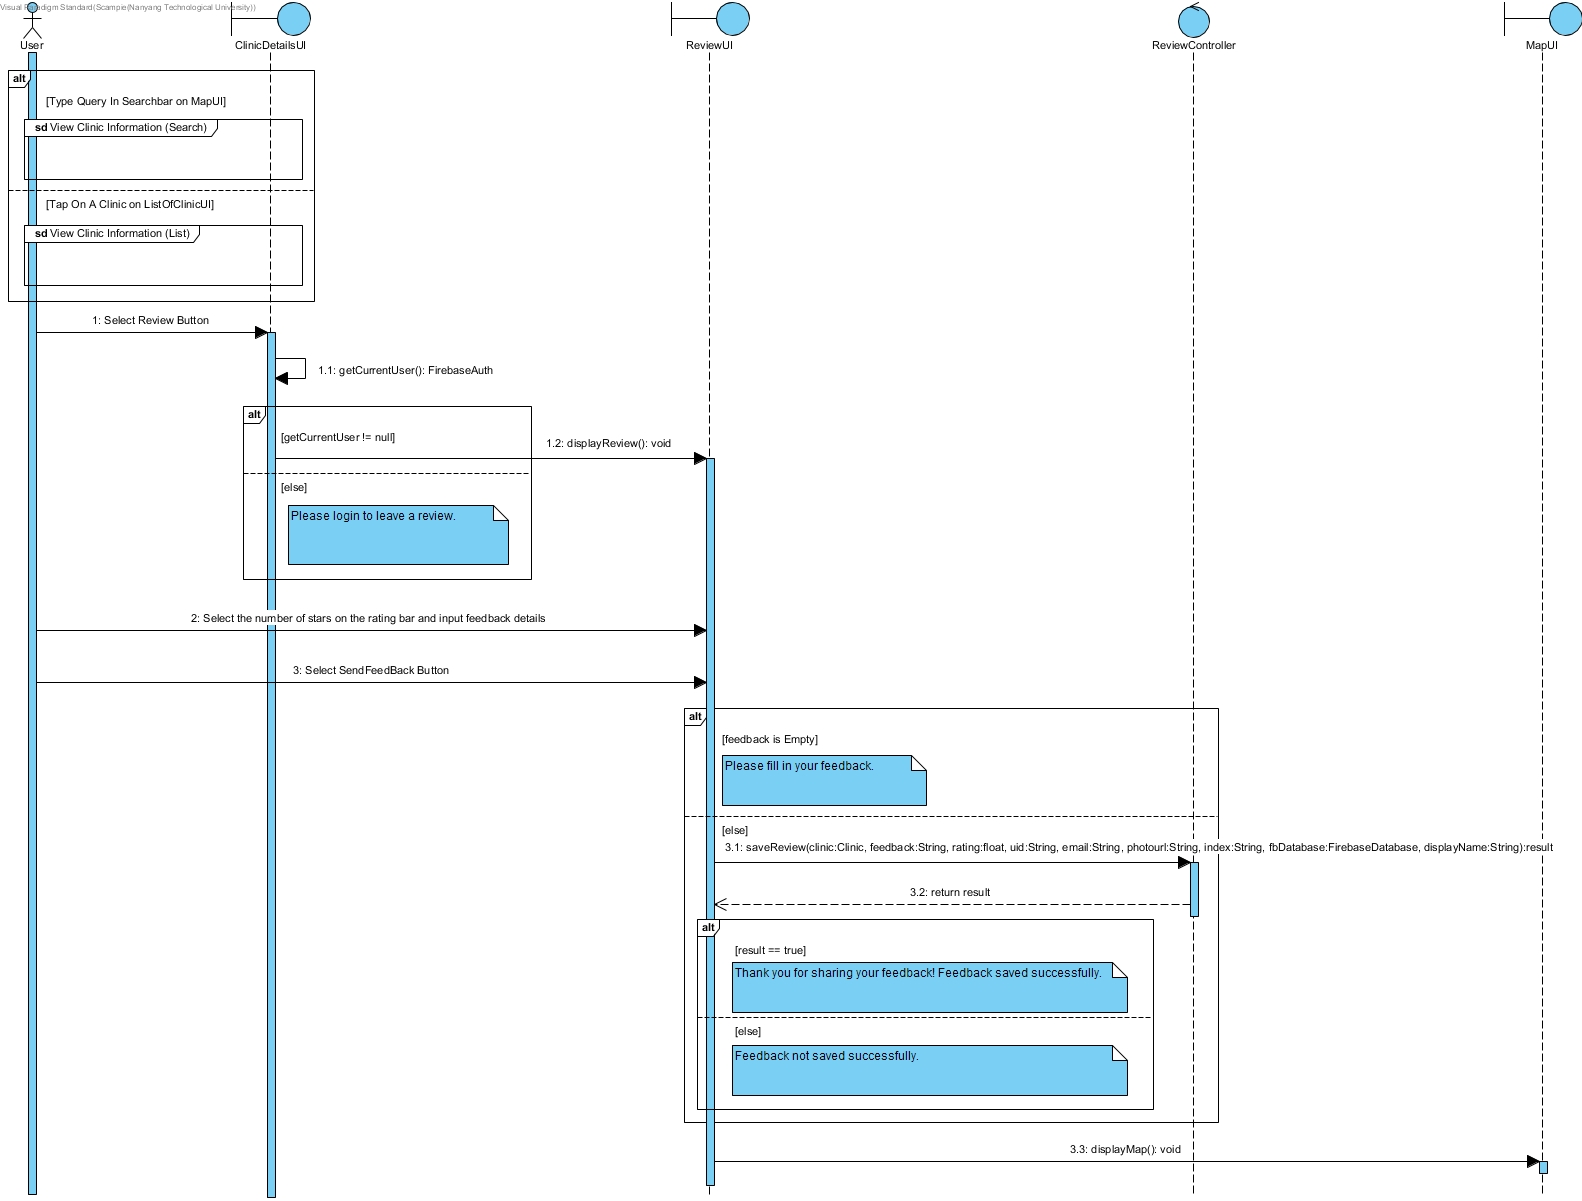 Visual Paradigm Standard(Scampie(Nanyang Technological University))
User
ClinicDetailsUI
ReviewUI
ReviewController
MapUI
alt
[Type Query In Searchbar on MapUI]
sd View Clinic Information (Search)
[Tap On A Clinic on ListOfClinicUI]
sd View Clinic Information (List)
1: Select Review Button
1.1: getCurrentUser(): FirebaseAuth
alt
[getCurrentUser != null]
1.2: displayReview(): void
[else]
Please login to leave a review.
2: Select the number of stars on the rating bar and input feedback details
3: Select SendFeedBack Button
alt
[feedback is Empty]
Please fill in your feedback.
[else]
3.1: saveReview(clinic:Clinic, feedback:String, rating:float, uid:String, email:String, photourl:String, index:String, fbDatabase:FirebaseDatabase, displayName:String):result
3.2: return result
alt
[result == true]
Thank you for sharing your feedback! Feedback saved successfully.
[else]
Feedback not saved successfully.
3.3: displayMap(): void